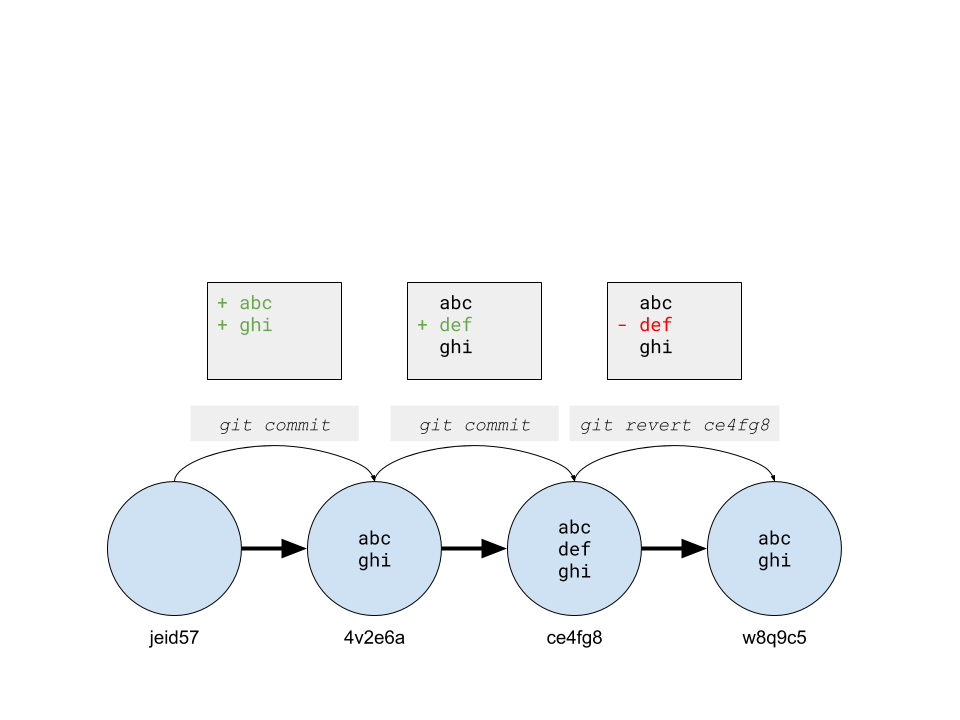 + abc
+ ghi
abc
+ def
ghi
abc
- def
ghi
git commit
git commit
git revert ce4fg8
abc
ghi
abc
def
ghi
abc
ghi
jeid57
4v2e6a
ce4fg8
w8q9c5